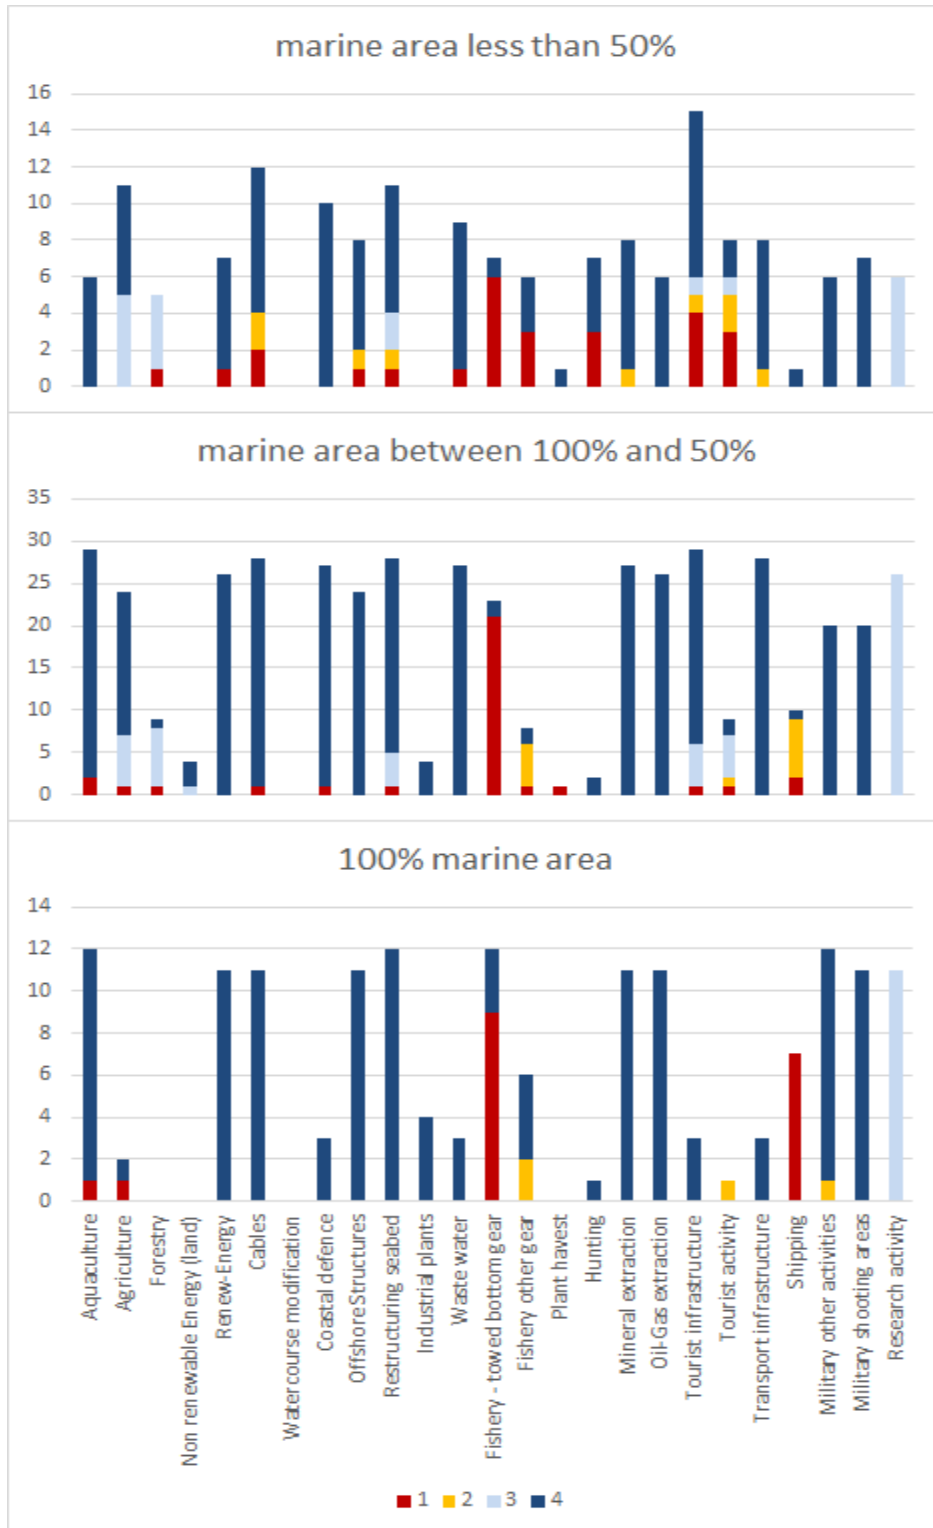 marine area less than 50%
16
14
12
10
8
6
4
2
0
marine area between 100% and 50%
35
30
25
20
15
10
5
0
100% marine area
14
12
10
8
6
4
2
0
Aquaculture
Agriculture
Forestry
Non renewable Energy (land)
Renew-Energy
Cables
Watercourse modification
Coastal defence
Offshore Structures
Restructuring seabed
Industrial plants
Waste water
Fishery - towed bottom gear
Fishery other gear
Plant havest
Hunting
Mineral extraction
Oil-Gas extraction
Tourist infrastructure
Tourist activity
Transport infrastructure
Shipping
Military other activities
Military shooting areas
Research activity
1 2 3 4